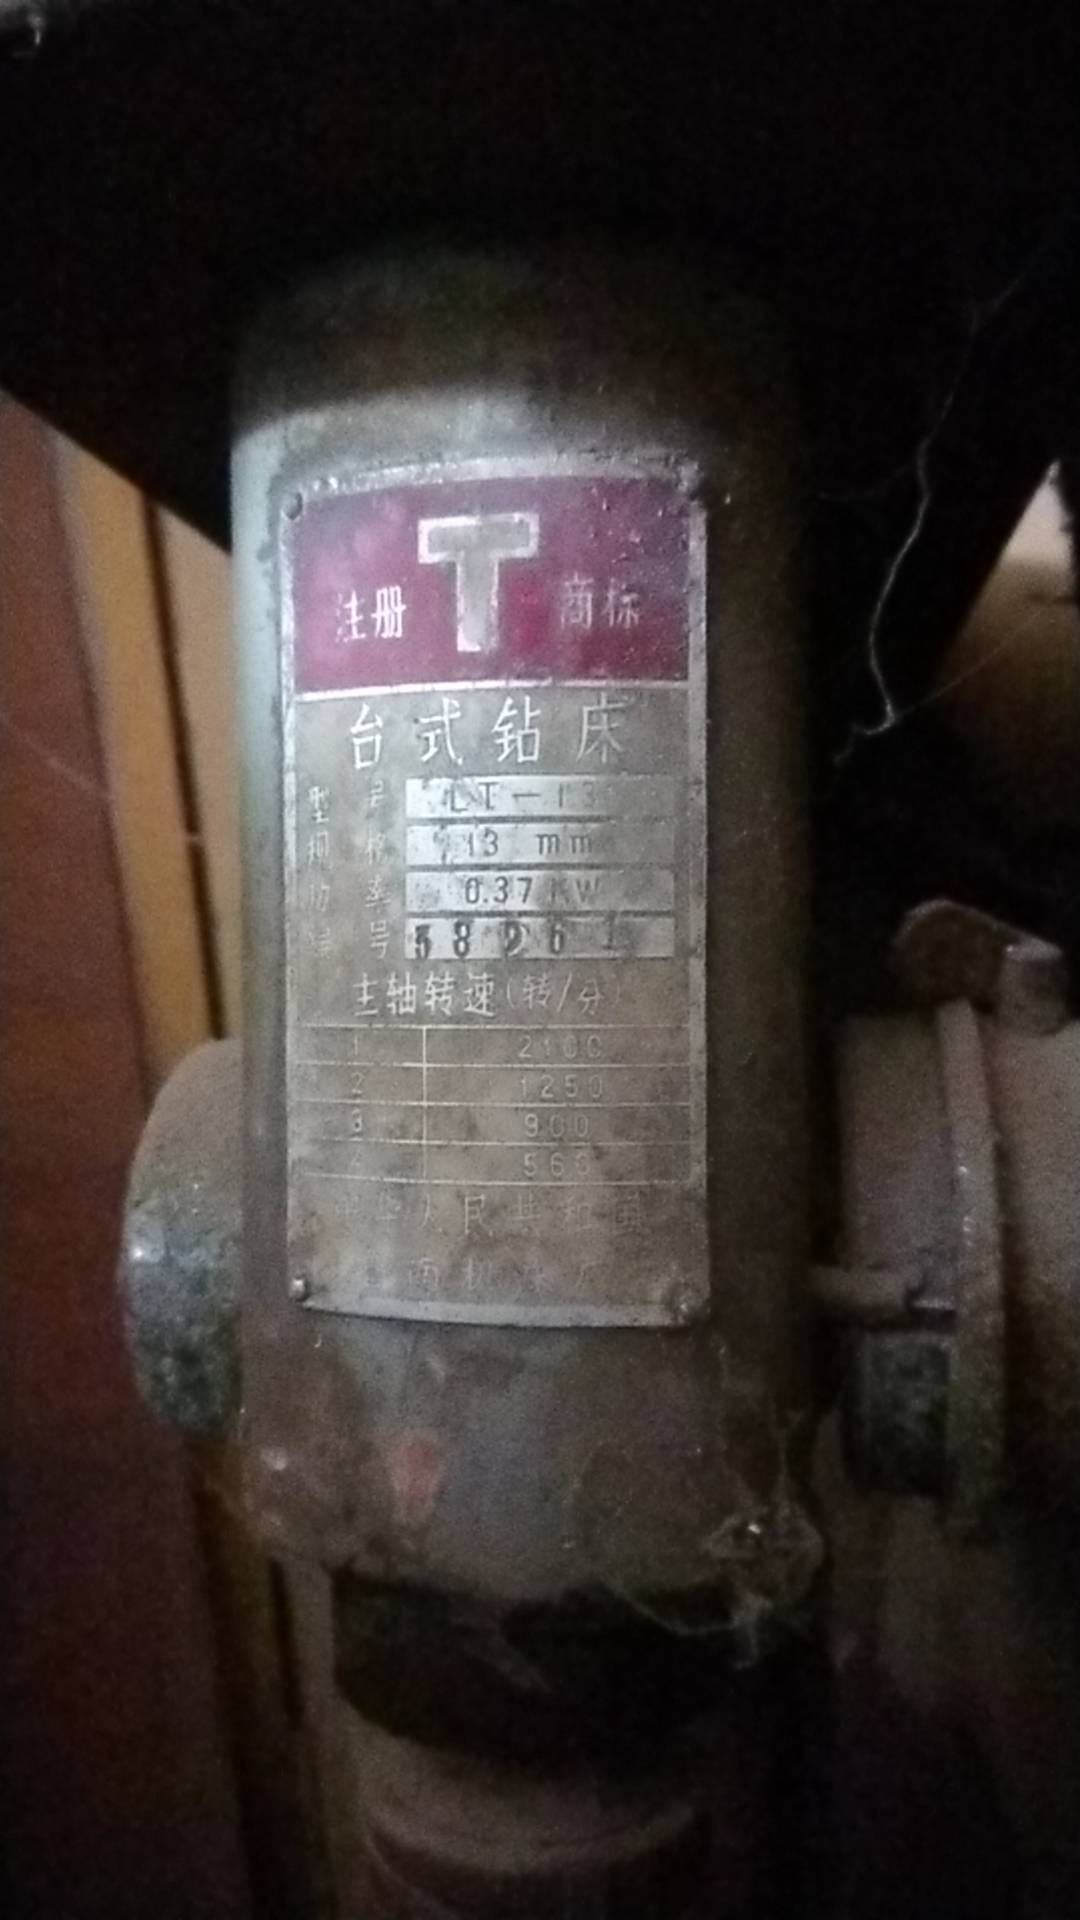 注册 T 商标
台式钻床
型号 LT-13
规格 13 mm
功率 0.37 KW
号 58261
主轴转速(转/分)
1 2100
2 1250
3 900
4 560
中华人民共和国